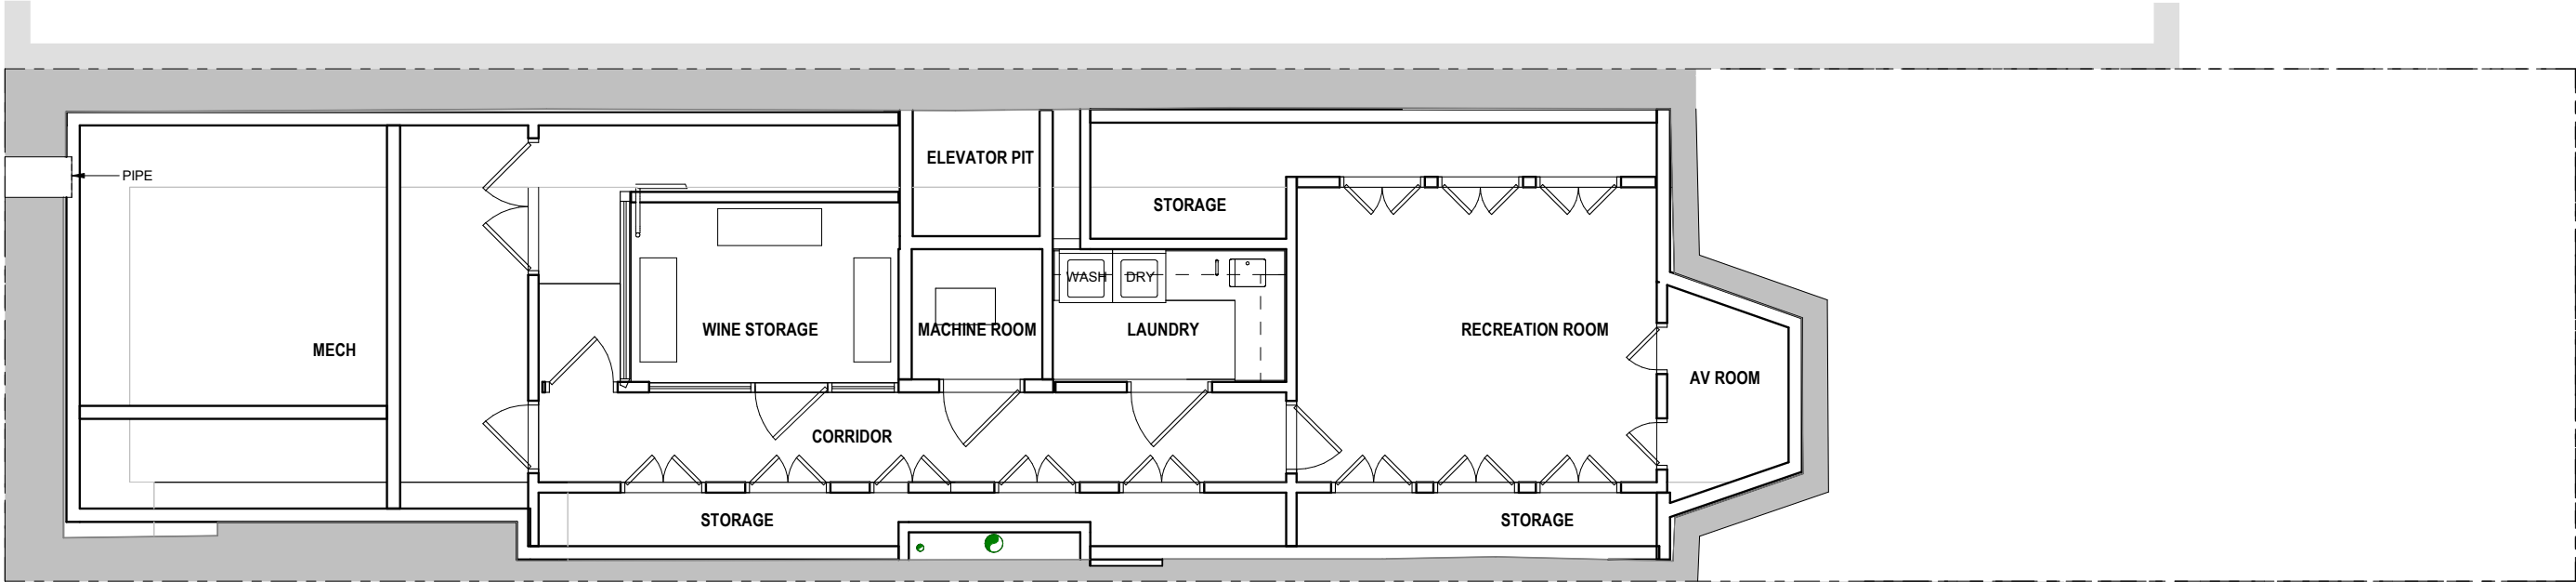 ELEVATOR PIT
PIPE
STORAGE
WASH
DRY
WINE STORAGE
MACHINE ROOM
LAUNDRY
RECREATION ROOM
MECH
AV ROOM
CORRIDOR
STORAGE
STORAGE